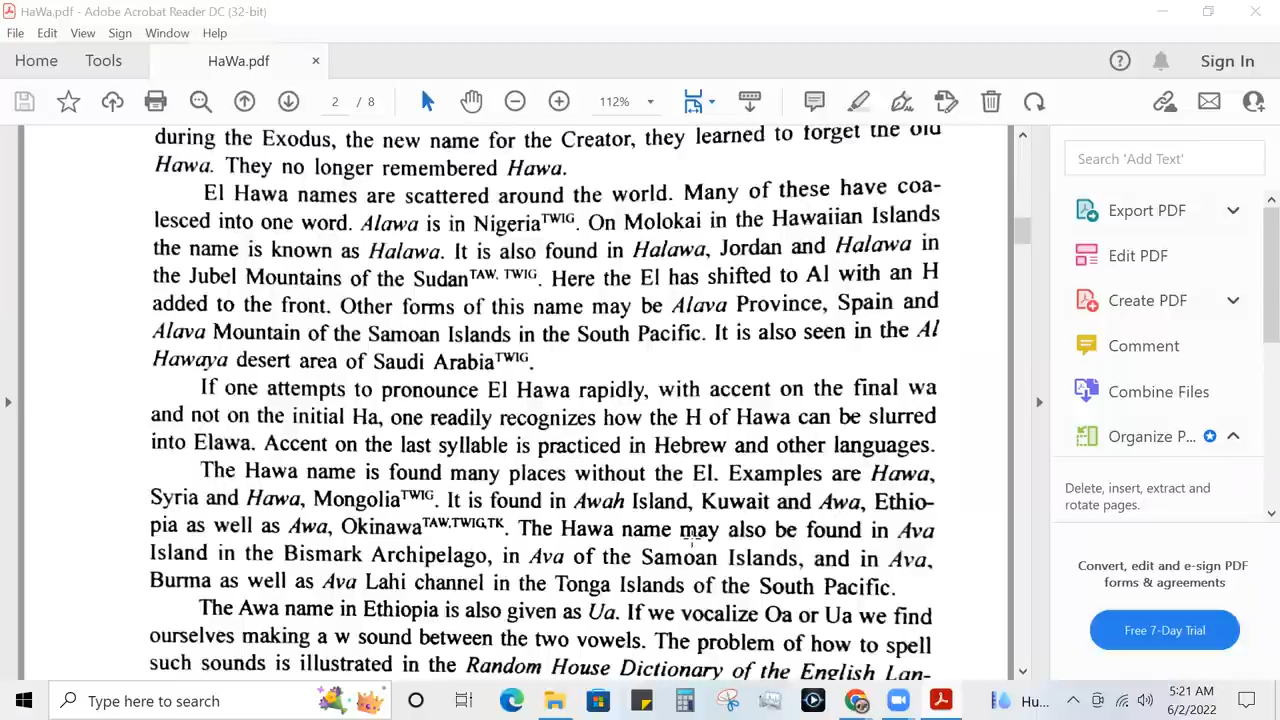 HaWa.pdf - Adobe Acrobat Reader DC (32-bit)
File Edit View Sign Window Help
Home Tools HaWa.pdf × Sign In
2 / 8 112%
during the Exodus, the new name for the Creator, they learned to forget the old
Hawa. They no longer remembered Hawa.
El Hawa names are scattered around the world. Many of these have coa-
lesced into one word. Alawa is in NigeriaTWIG. On Molokai in the Hawaiian Islands
the name is known as Halawa. It is also found in Halawa, Jordan and Halawa in
the Jubel Mountains of the SudanTAW, TWIG. Here the El has shifted to Al with an H
added to the front. Other forms of this name may be Alava Province, Spain and
Alava Mountain of the Samoan Islands in the South Pacific. It is also seen in the Al
Hawaya desert area of Saudi ArabiaTWIG.
If one attempts to pronounce El Hawa rapidly, with accent on the final wa
and not on the initial Ha, one readily recognizes how the H of Hawa can be slurred
into Elawa. Accent on the last syllable is practiced in Hebrew and other languages.
The Hawa name is found many places without the El. Examples are Hawa,
Syria and Hawa, MongoliaTWIG. It is found in Awah Island, Kuwait and Awa, Ethio-
pia as well as Awa, OkinawaTAW,TWIG,TK. The Hawa name may also be found in Ava
Island in the Bismark Archipelago, in Ava of the Samoan Islands, and in Ava,
Burma as well as Ava Lahi channel in the Tonga Islands of the South Pacific.
The Awa name in Ethiopia is also given as Ua. If we vocalize Oa or Ua we find
ourselves making a w sound between the two vowels. The problem of how to spell
such sounds is illustrated in the Random House Dictionary of the English Lan-
Search 'Add Text'
Export PDF
Edit PDF
Create PDF
Comment
Combine Files
Organize P...
Delete, insert, extract and
rotate pages.
Convert, edit and e-sign PDF
forms & agreements
Free 7-Day Trial
Type here to search
Hu...
5:21 AM
6/2/2022